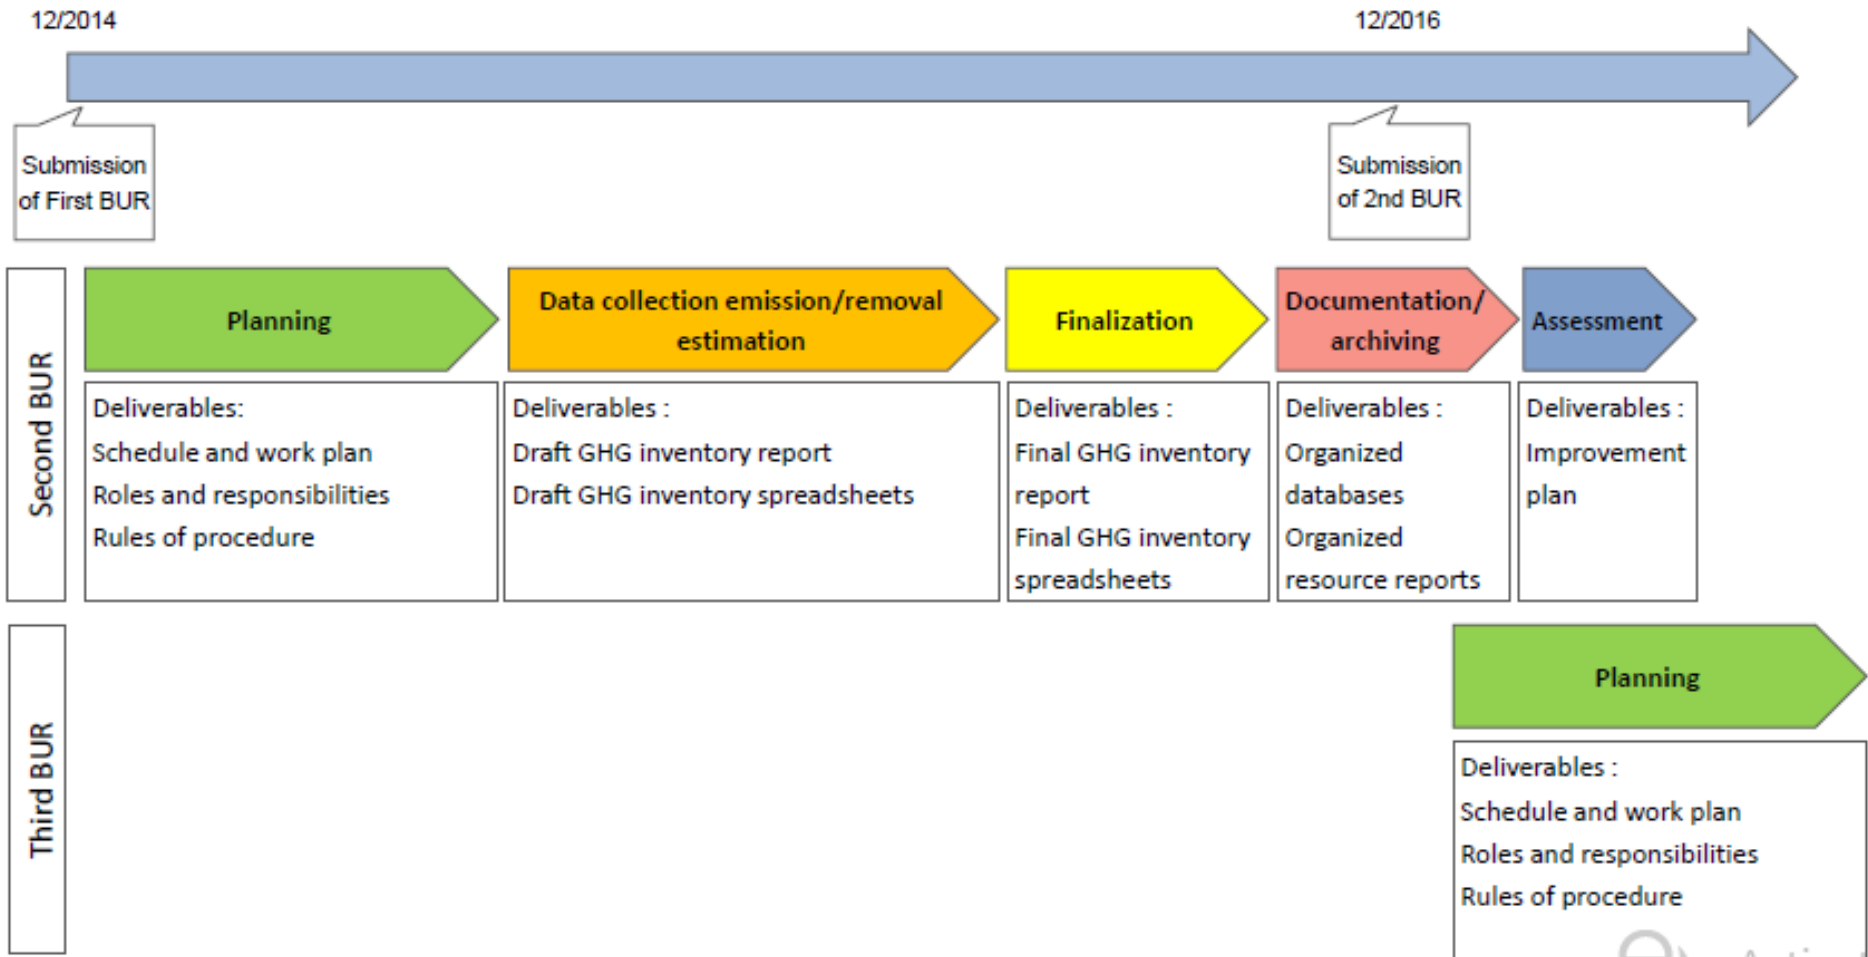 12/2014
12/2016
Submission
of First BUR
Submission
of 2nd BUR
Second BUR
Planning
Data collection emission/removal
estimation
Finalization
Documentation/
archiving
Assessment
Deliverables:
Schedule and work plan
Roles and responsibilities
Rules of procedure
Deliverables :
Draft GHG inventory report
Draft GHG inventory spreadsheets
Deliverables :
Final GHG inventory
report
Final GHG inventory
spreadsheets
Deliverables :
Organized
databases
Organized
resource reports
Deliverables :
Improvement
plan
Third BUR
Planning
Deliverables :
Schedule and work plan
Roles and responsibilities
Rules of procedure